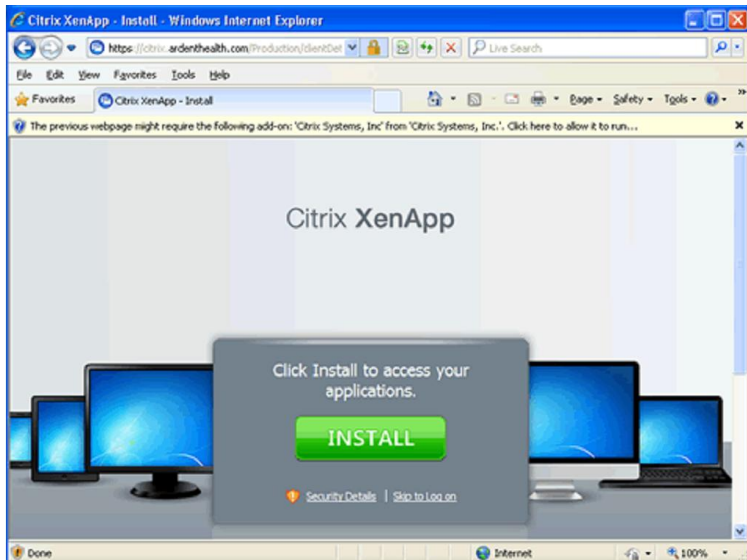 Citrix XenApp - Install - Windows Internet Explorer
https://citrix.ardenthealth.com/Production/clientDet
Live Search
File Edit View Favorites Tools Help
Favorites Citrix XenApp - Install Page Safety Tools
The previous webpage might require the following add-on: 'Citrix Systems, Inc' from 'Citrix Systems, Inc.'. Click here to allow it to run...
Citrix XenApp
Click Install to access your
applications.
INSTALL
Security Details | Skip to Log on
Done Internet 100%